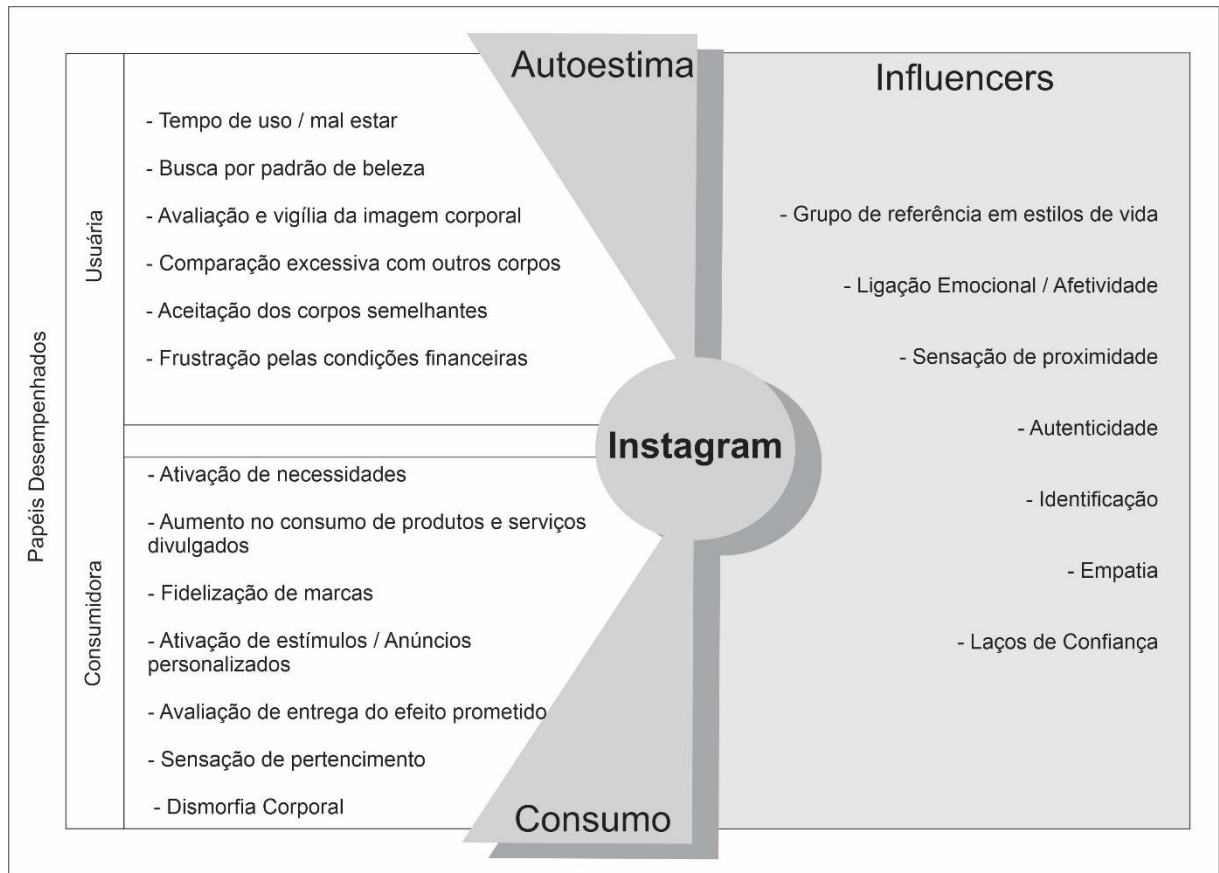 Papéis Desempenhados
Usuária
- Tempo de uso / mal estar
- Busca por padrão de beleza
- Avaliação e vigília da imagem corporal
- Comparação excessiva com outros corpos
- Aceitação dos corpos semelhantes
- Frustração pelas condições financeiras
Consumidora
- Ativação de necessidades
- Aumento no consumo de produtos e serviços
divulgados
- Fidelização de marcas
- Ativação de estímulos / Anúncios
personalizados
- Avaliação de entrega do efeito prometido
- Sensação de pertencimento
- Dismorfia Corporal
Autoestima
Instagram
Consumo
Influencers
- Grupo de referência em estilos de vida
- Ligação Emocional / Afetividade
- Sensação de proximidade
- Autenticidade
- Identificação
- Empatia
- Laços de Confiança